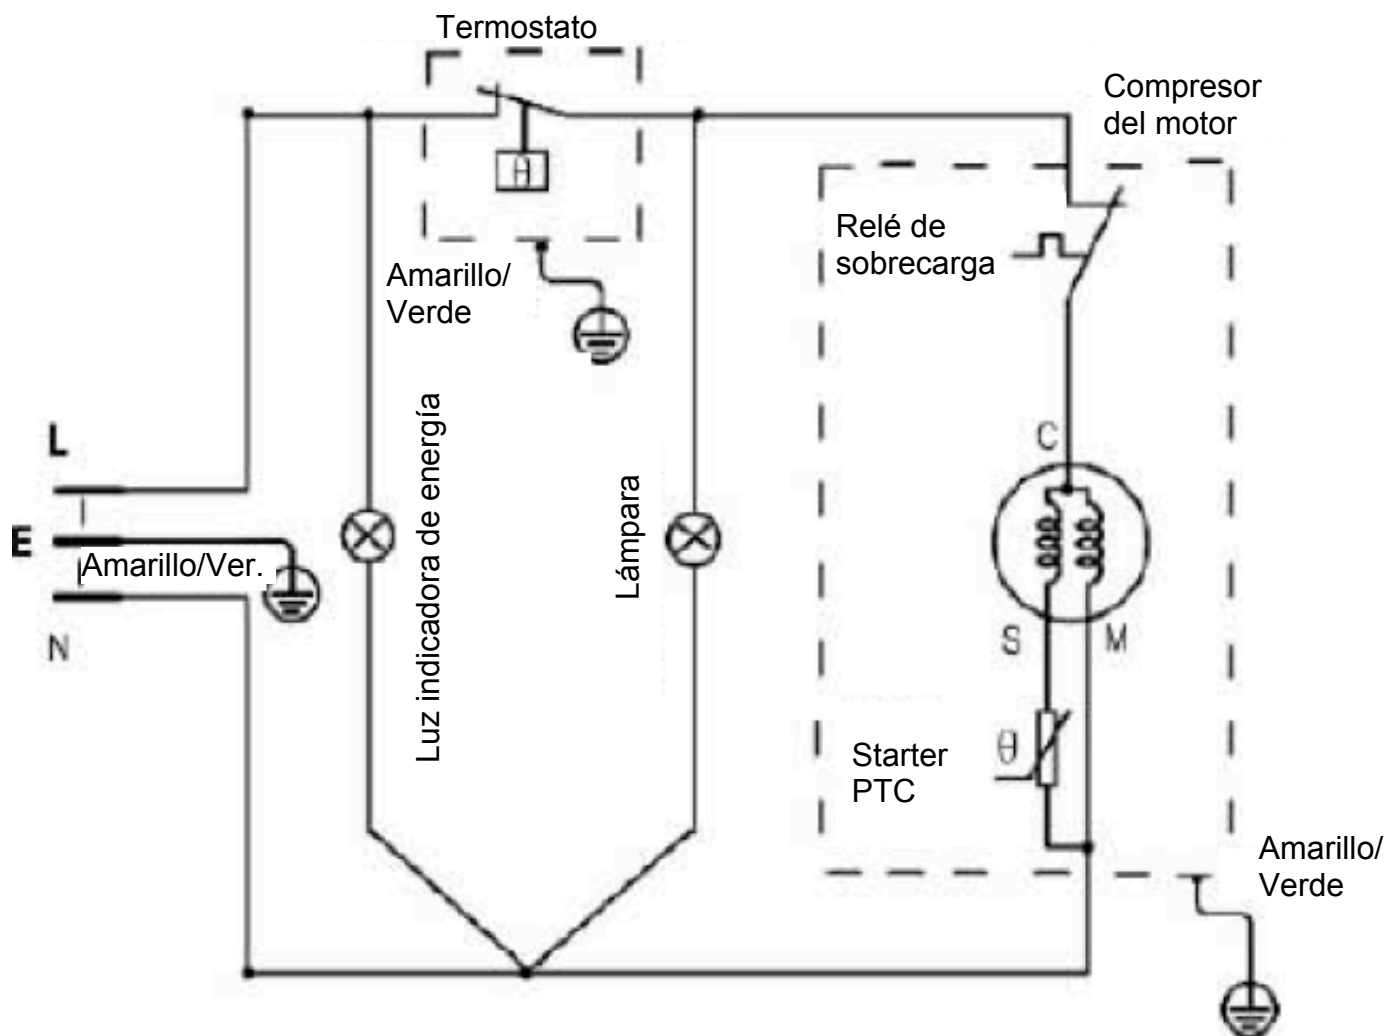 Termostato
Compresor
del motor
θ
Relé de
sobrecarga
Amarillo/
Verde
L
Luz indicadora de energía
Lámpara
C
E
Amarillo/Ver.
N
S
M
θ
Starter
PTC
Amarillo/
Verde